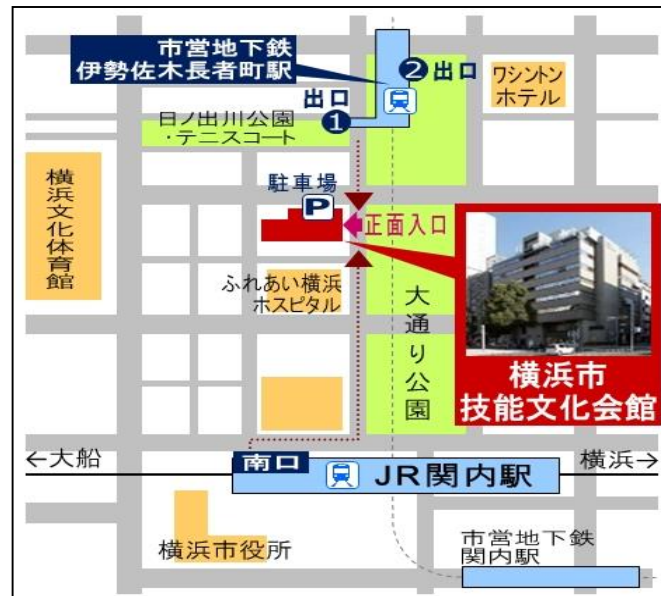 市営地下鉄
伊勢佐木長者町駅
❷出口
ワシントン
ホテル
出口
❶
日ノ出川公園
・テニスコート
横浜文化体育館
駐車場
P
正面入口
ふれあい横浜
ホスピタル
大通り公園
横浜市
技能文化会館
←大船
南口
JR関内駅
横浜→
横浜市役所
市営地下鉄
関内駅